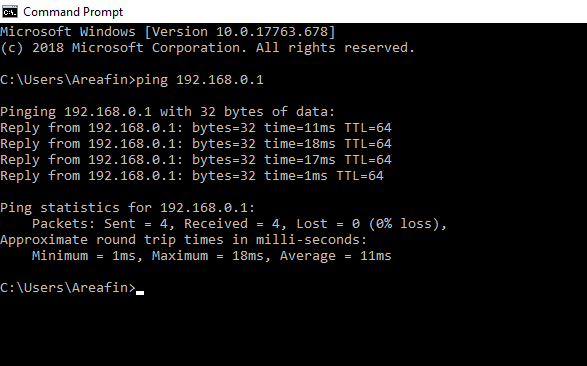 Command Prompt
Microsoft Windows [Version 10.0.17763.678]
(c) 2018 Microsoft Corporation. All rights reserved.
C:\Users\Areafin>ping 192.168.0.1
Pinging 192.168.0.1 with 32 bytes of data:
Reply from 192.168.0.1: bytes=32 time=11ms TTL=64
Reply from 192.168.0.1: bytes=32 time=18ms TTL=64
Reply from 192.168.0.1: bytes=32 time=17ms TTL=64
Reply from 192.168.0.1: bytes=32 time=1ms TTL=64
Ping statistics for 192.168.0.1:
    Packets: Sent = 4, Received = 4, Lost = 0 (0% loss),
Approximate round trip times in milli-seconds:
    Minimum = 1ms, Maximum = 18ms, Average = 11ms
C:\Users\Areafin>